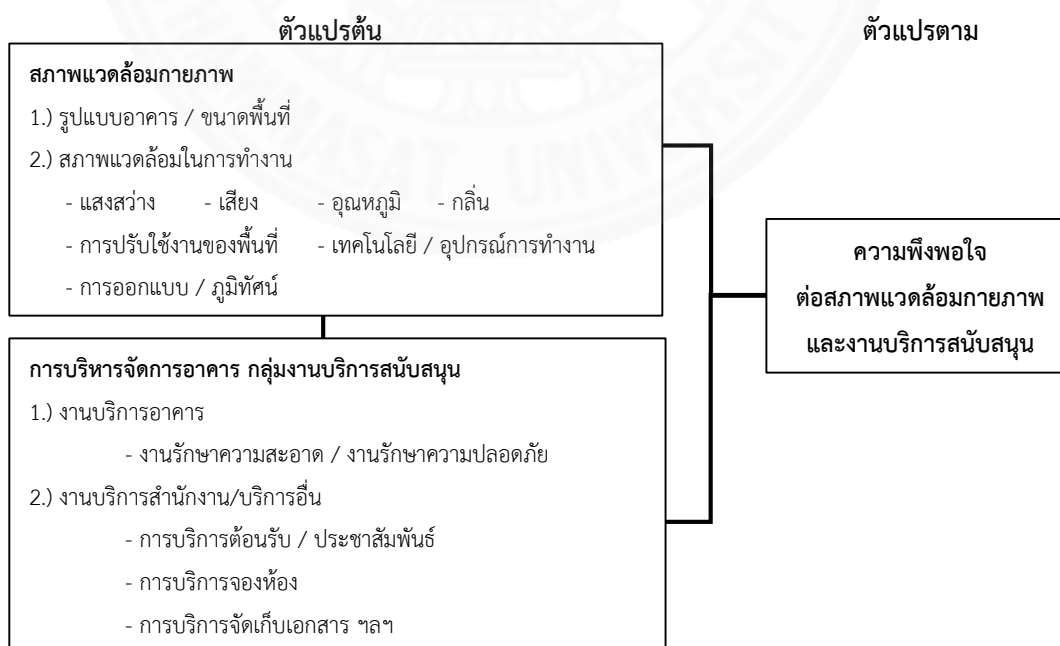 ตัวแปรต้น ตัวแปรตาม
สภาพแวดล้อมกายภาพ
1.) รูปแบบอาคาร / ขนาดพื้นที่
2.) สภาพแวดล้อมในการทำงาน
- แสงสว่าง - เสียง - อุณหภูมิ - กลิ่น
- การปรับใช้งานของพื้นที่ - เทคโนโลยี / อุปกรณ์การทำงาน
- การออกแบบ / ภูมิทัศน์
การบริหารจัดการอาคาร กลุ่มงานบริการสนับสนุน
1.) งานบริการอาคาร
- งานรักษาความสะอาด / งานรักษาความปลอดภัย
2.) งานบริการสำนักงาน/บริการอื่น
- การบริการต้อนรับ / ประชาสัมพันธ์
- การบริการจองห้อง
- การบริการจัดเก็บเอกสาร ฯลฯ
ความพึงพอใจ
ต่อสภาพแวดล้อมกายภาพ
และงานบริการสนับสนุน